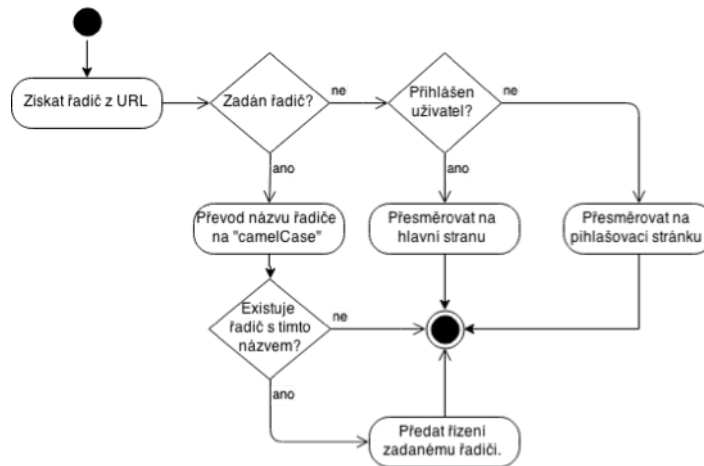 Získat řadič z URL
Zadán řadič?
ne
Přihlášen
uživatel?
ne
ano
ano
Převod názvu řadiče
na "camelCase"
Přesměrovat na
hlavní stranu
Přesměrovat na
pihlašovací stránku
Existuje
řadič s tímto
názvem?
ne
ano
Předat řízení
zadanému řadiči.